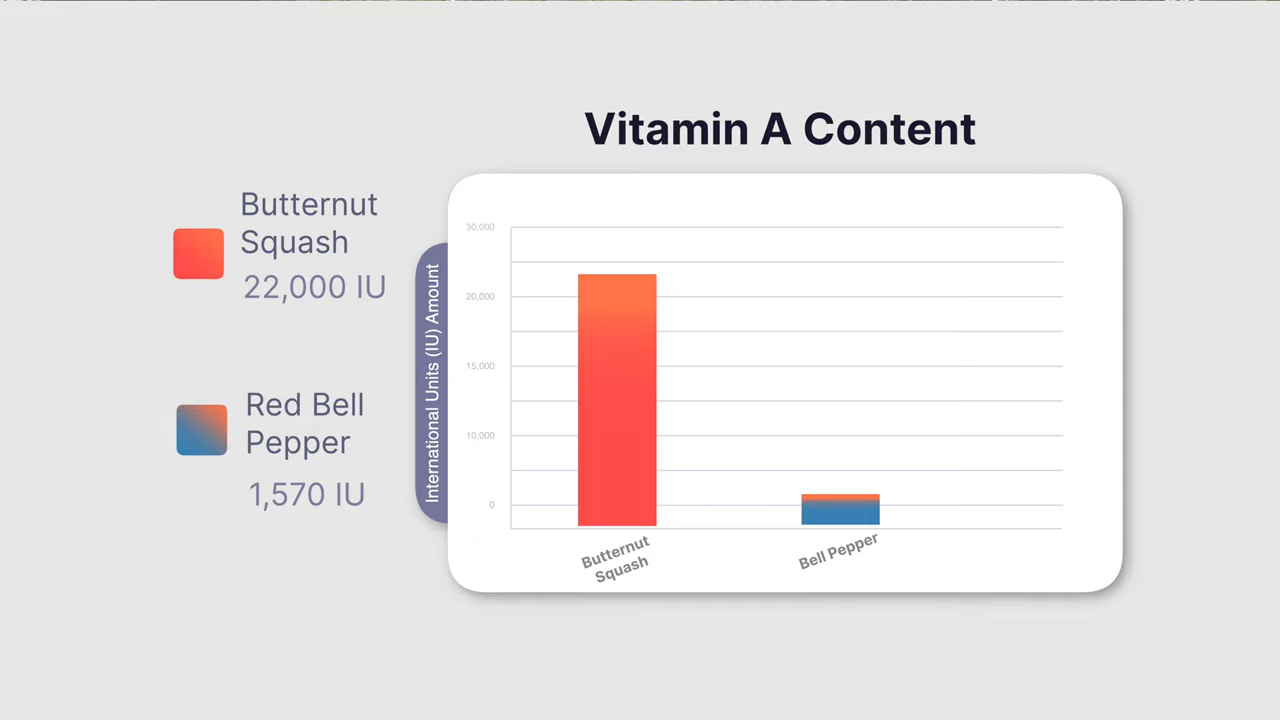 Vitamin A Content
Butternut
Squash
22,000 IU
Red Bell
Pepper
1,570 IU
International Units (IU) Amount
30,000
20,000
15,000
10,000
0
Butternut
Squash
Bell Pepper